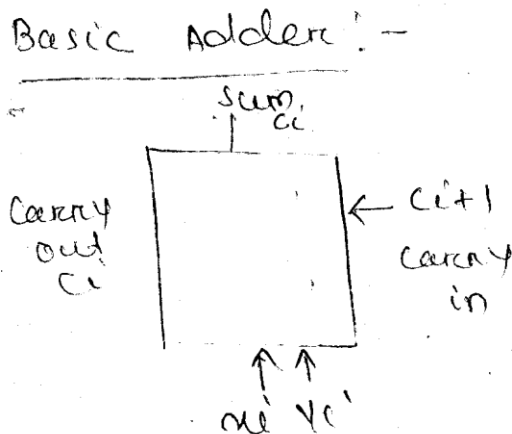 Basic Adder :-
sum
ci
Carry
out
Ci
Ci+1
carry
in
xi yi